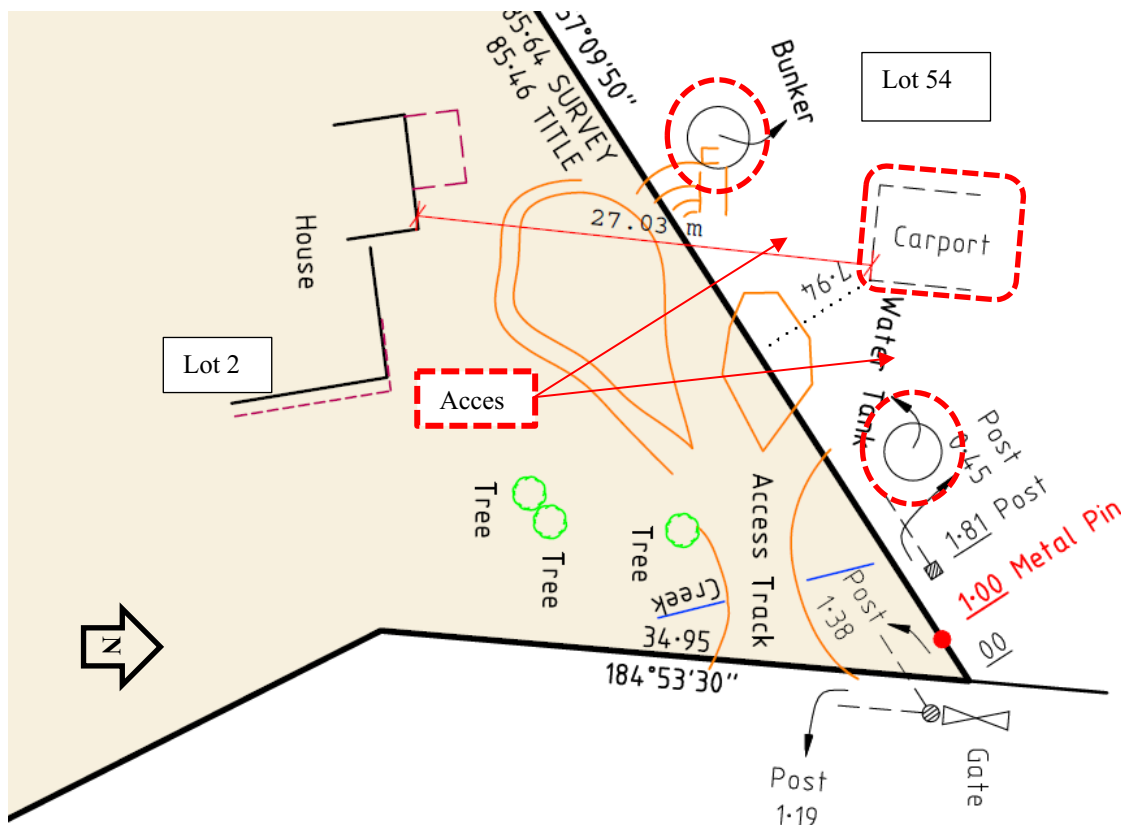 57°09'50"
85·64 SURVEY
85·46 TITLE
Bunker
Lot 54
House
27.03 m
Carport
7·94
Water Tank
Lot 2
Acces
Post
0·45
1·81 Post
1·00 Metal Pin
00
Tree
Tree
Tree
Access Track
Creek
Post
1·38
34·95
184°53'30"
N
Gate
Post
1·19